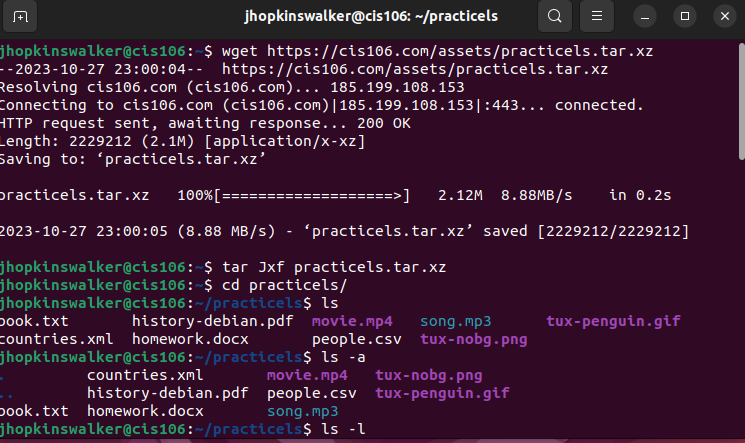 jhopkinswalker@cis106: ~/practicels
jhopkinswalker@cis106:~$ wget https://cis106.com/assets/practicels.tar.xz
--2023-10-27 23:00:04--  https://cis106.com/assets/practicels.tar.xz
Resolving cis106.com (cis106.com)... 185.199.108.153
Connecting to cis106.com (cis106.com)|185.199.108.153|:443... connected.
HTTP request sent, awaiting response... 200 OK
Length: 2229212 (2.1M) [application/x-xz]
Saving to: ‘practicels.tar.xz’
practicels.tar.xz   100%[===================>]   2.12M  8.88MB/s    in 0.2s
2023-10-27 23:00:05 (8.88 MB/s) - ‘practicels.tar.xz’ saved [2229212/2229212]
jhopkinswalker@cis106:~$ tar Jxf practicels.tar.xz
jhopkinswalker@cis106:~$ cd practicels/
jhopkinswalker@cis106:~/practicels$ ls
book.txt       history-debian.pdf  movie.mp4   song.mp3      tux-penguin.gif
countries.xml  homework.docx       people.csv  tux-nobg.png
jhopkinswalker@cis106:~/practicels$ ls -a
.         countries.xml       movie.mp4   tux-nobg.png
..        history-debian.pdf  people.csv  tux-penguin.gif
book.txt  homework.docx       song.mp3
jhopkinswalker@cis106:~/practicels$ ls -l